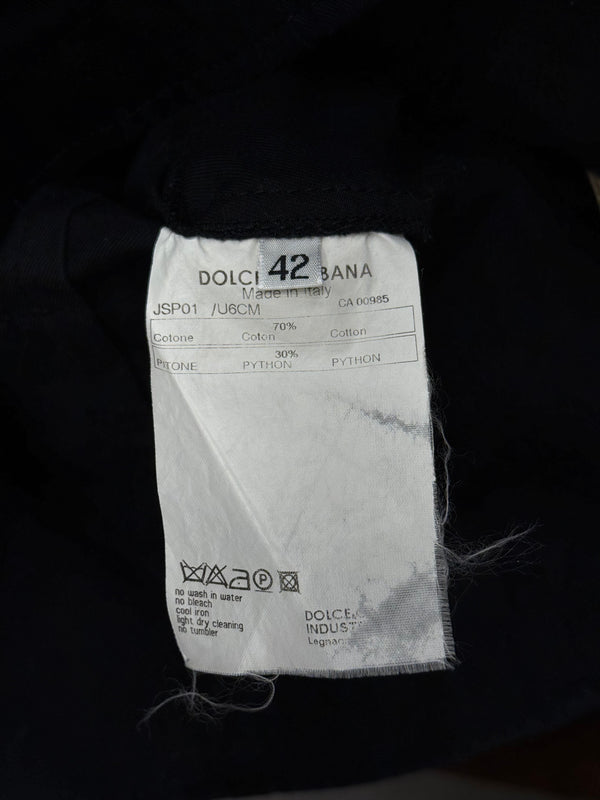 42
DOLCE BANA
Made in Italy
JSP01 /U6CM CA 00985
70%
Cotone Coton Cotton
30%
PITONE PYTHON PYTHON
P
no wash in water
no bleach
cool iron
light dry cleaning
no tumbler
DOLCE
INDUST
Legnan